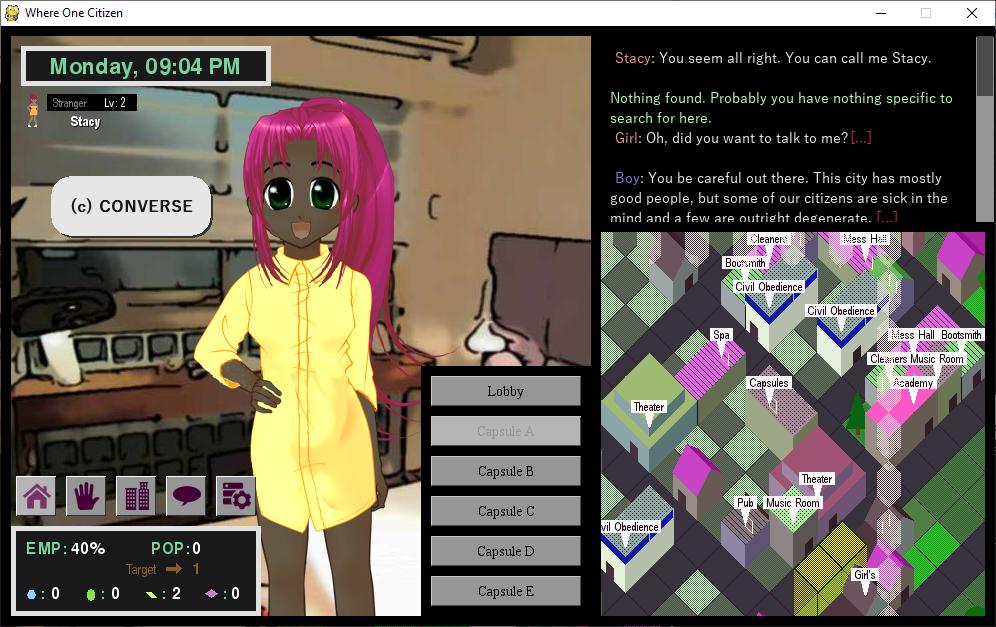 Where One Citizen
Monday, 09:04 PM
Stranger Lv: 2
Stacy
(c) CONVERSE
Stacy: You seem all right. You can call me Stacy.
Nothing found. Probably you have nothing specific to
search for here.
Girl: Oh, did you want to talk to me? [...]
Boy: You be careful out there. This city has mostly
good people, but some of our citizens are sick in the
mind and a few are outright degenerate. [...]
Lobby
Capsule A
Capsule B
Capsule C
Capsule D
Capsule E
EMP: 40% POP: 0
Target → 1
: 0 : 0 : 2 : 0
Cleaners
Mess Hall
Bootsmith
Civil Obedience
Civil Obedience
Spa
Mess Hall
Bootsmith
Cleaners
Music Room
Capsules
Academy
Theater
Theater
Pub
Music Room
vil Obedience
Girl's